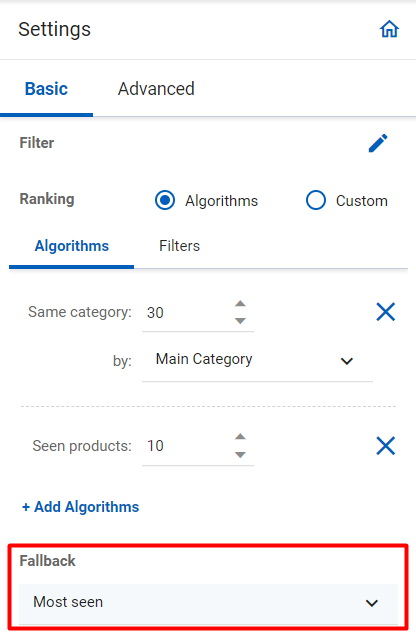 Settings
Basic Advanced
Filter
Ranking Algorithms Custom
Algorithms Filters
Same category: 30
by: Main Category
Seen products: 10
+ Add Algorithms
Fallback
Most seen